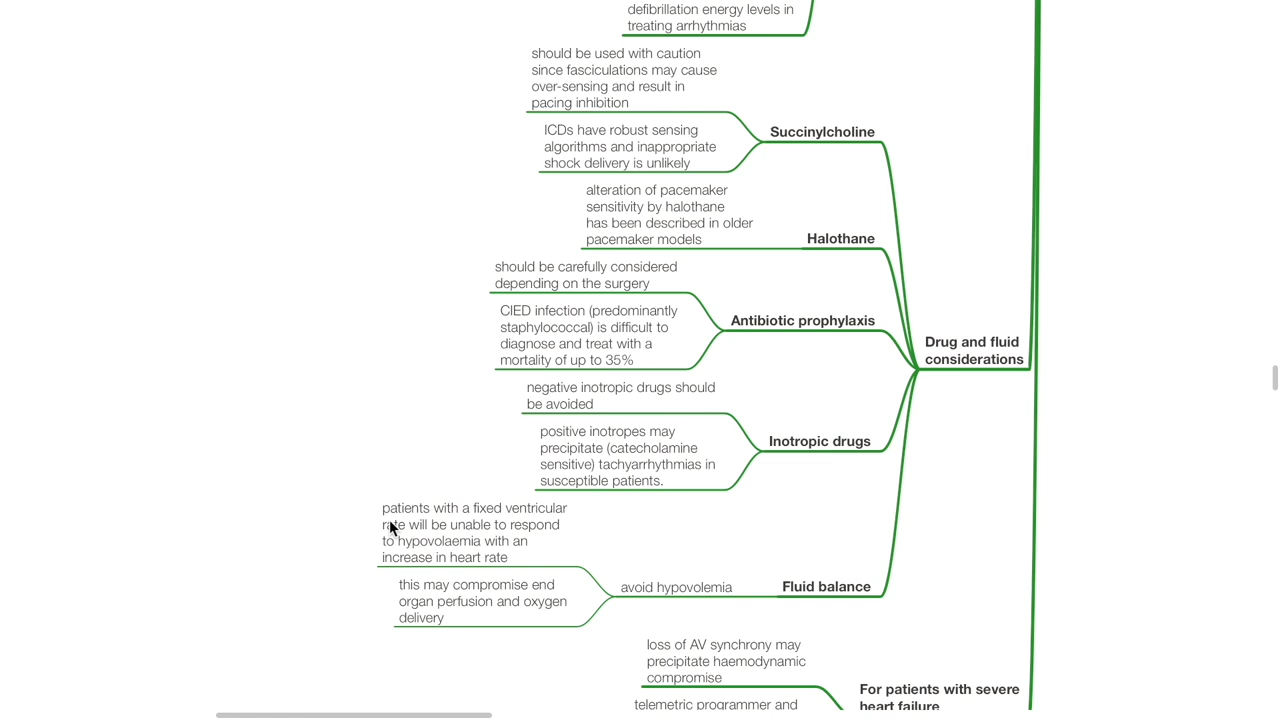 defibrillation energy levels in
treating arrhythmias
should be used with caution
since fasciculations may cause
over-sensing and result in
pacing inhibition
ICDs have robust sensing
algorithms and inappropriate
shock delivery is unlikely
Succinylcholine
alteration of pacemaker
sensitivity by halothane
has been described in older
pacemaker models
Halothane
should be carefully considered
depending on the surgery
CIED infection (predominantly
staphylococcal) is difficult to
diagnose and treat with a
mortality of up to 35%
Antibiotic prophylaxis
Drug and fluid
considerations
negative inotropic drugs should
be avoided
positive inotropes may
precipitate (catecholamine
sensitive) tachyarrhythmias in
susceptible patients.
Inotropic drugs
patients with a fixed ventricular
rate will be unable to respond
to hypovolaemia with an
increase in heart rate
this may compromise end
organ perfusion and oxygen
delivery
avoid hypovolemia
Fluid balance
loss of AV synchrony may
precipitate haemodynamic
compromise
telemetric programmer and
For patients with severe
heart failure